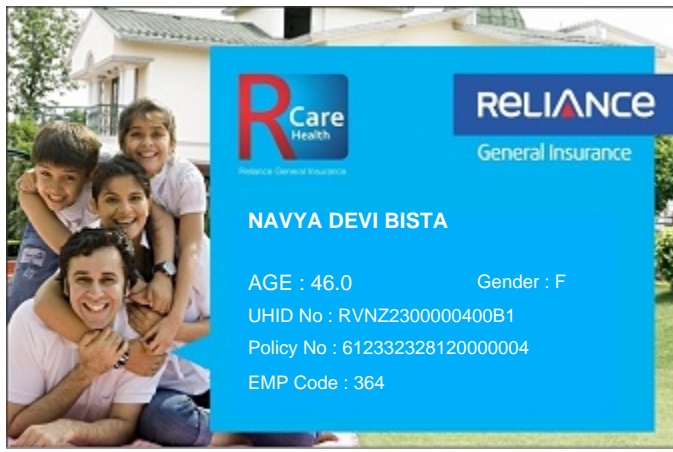 R Care
Health
Reliance General Insurance
RELIANCE
General Insurance
NAVYA DEVI BISTA
AGE : 46.0 Gender : F
UHID No : RVNZ2300000400B1
Policy No : 612332328120000004
EMP Code : 364